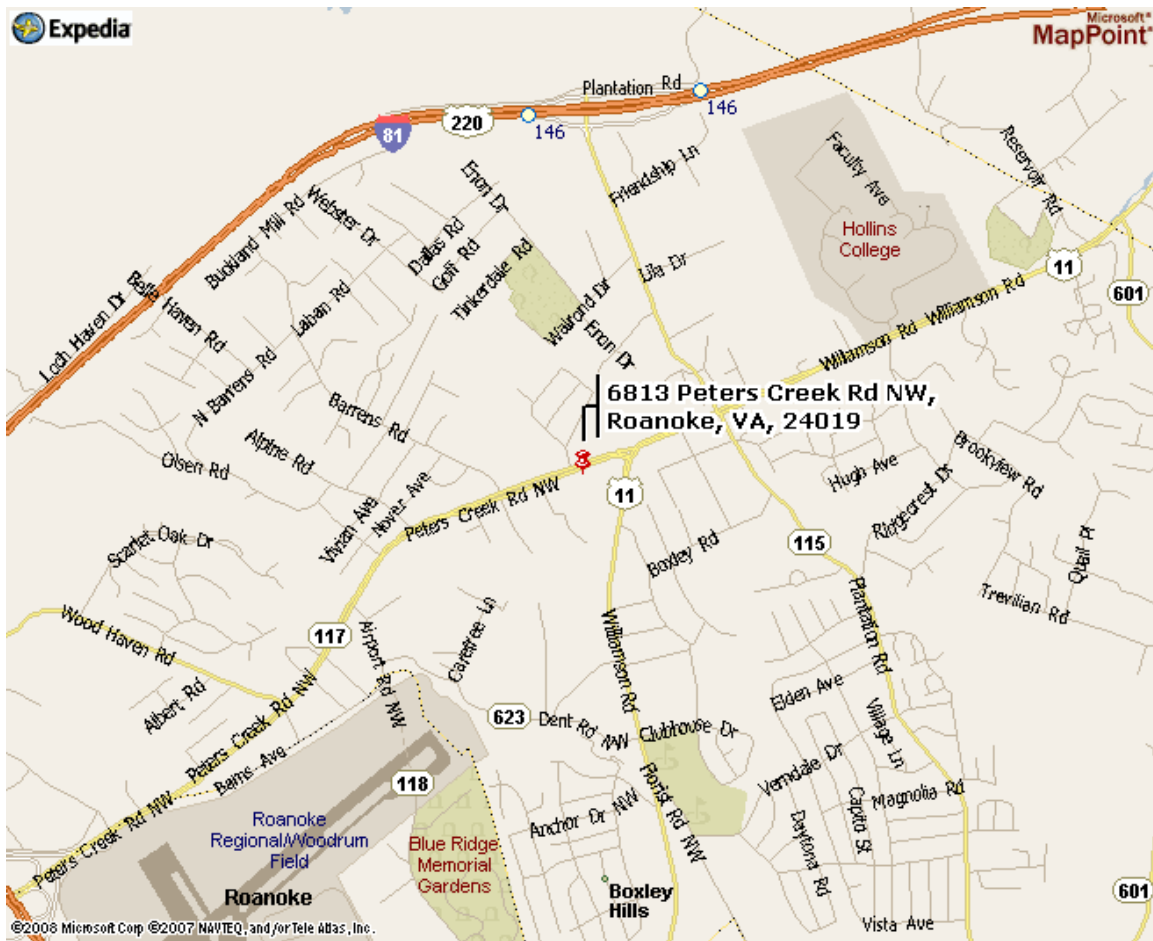 Expedia
Microsoft®
MapPoint®
Plantation Rd
146
146
220
81
Friendship Ln
Faculty Ave
Reservoir Rd
Hollins
College
Enon Dr
Webster Dr
Buckland Mill Rd
Dallas Rd
Goff Rd
Tinkerdale Rd
Lila Dr
11
601
Loch Haven Dr
Belle Haven Rd
Laban Rd
Walrond Dr
Enon Dr
Williamson Rd
Williamson Rd
N Barrens Rd
Barrens Rd
6813 Peters Creek Rd NW,
Roanoke, VA, 24019
Alpine Rd
Olsen Rd
Brookview Rd
Hugh Ave
Ridgecrest Dr
Peters Creek Rd NW
11
Vivian Ave
Nover Ave
Scarlet Oak Dr
Boxley Rd
115
Quail Pl
Trevilian Rd
Plantation Rd
Wood Haven Rd
117
Airport Rd NW
Carefree Ln
Williamson Rd
Albert Rd
Elden Ave
Village Ln
Peters Creek Rd NW
623
Dent Rd NW
Clubhouse Dr
Barns Ave
118
Verndale Dr
Florist Rd NW
Magnolia Rd
Capito St
Daytona Rd
Anchor Dr NW
Peters Creek Rd NW
Roanoke
Regional/Woodrum
Field
Blue Ridge
Memorial
Gardens
Roanoke
Boxley
Hills
601
Vista Ave
©2008 Microsoft Corp ©2007 NAVTEQ, and/or Tele Atlas, Inc.